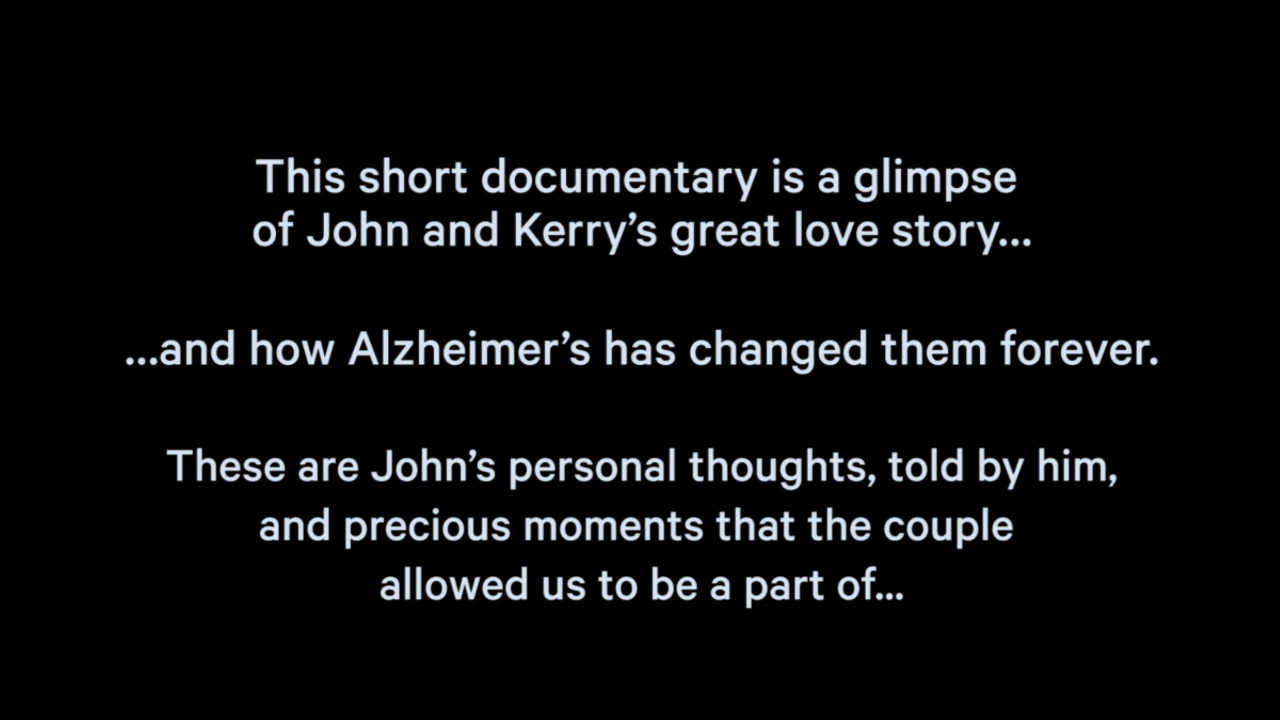 This short documentary is a glimpse
of John and Kerry’s great love story...
...and how Alzheimer’s has changed them forever.
These are John’s personal thoughts, told by him,
and precious moments that the couple
allowed us to be a part of...